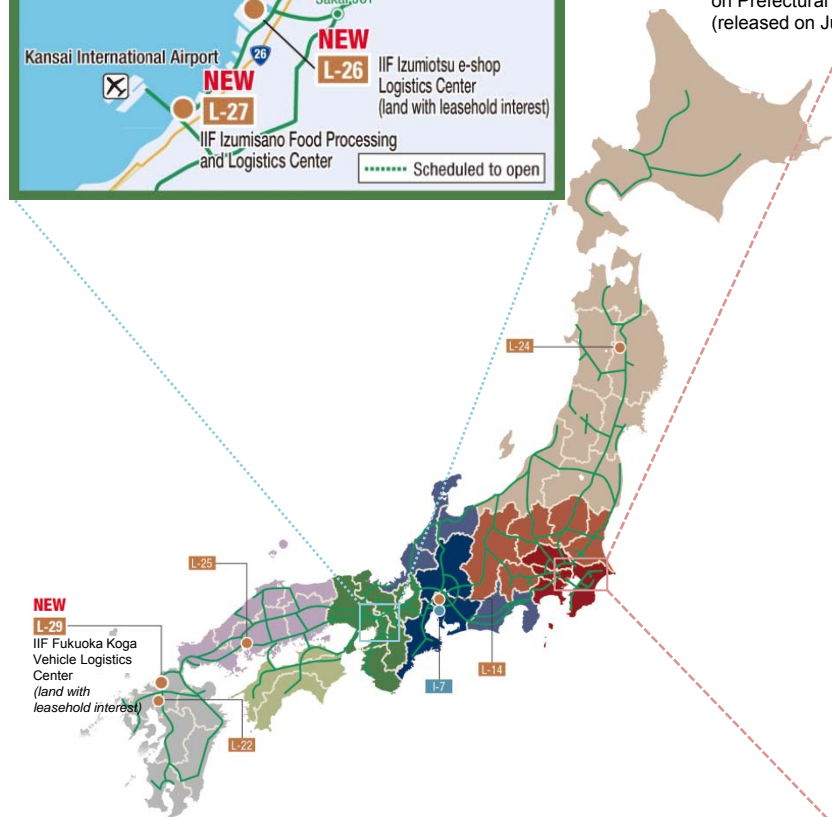 Sakai JCT
on Prefectural
(released on Ju
Kansai International Airport
26
NEW
L-26
IIF Izumiotsu e-shop
Logistics Center
(land with leasehold interest)
NEW
L-27
IIF Izumisano Food Processing
and Logistics Center
Scheduled to open
L-24
L-25
NEW
L-29
IIF Fukuoka Koga
Vehicle Logistics
Center
(land with
leasehold interest)
L-14
I-7
L-22